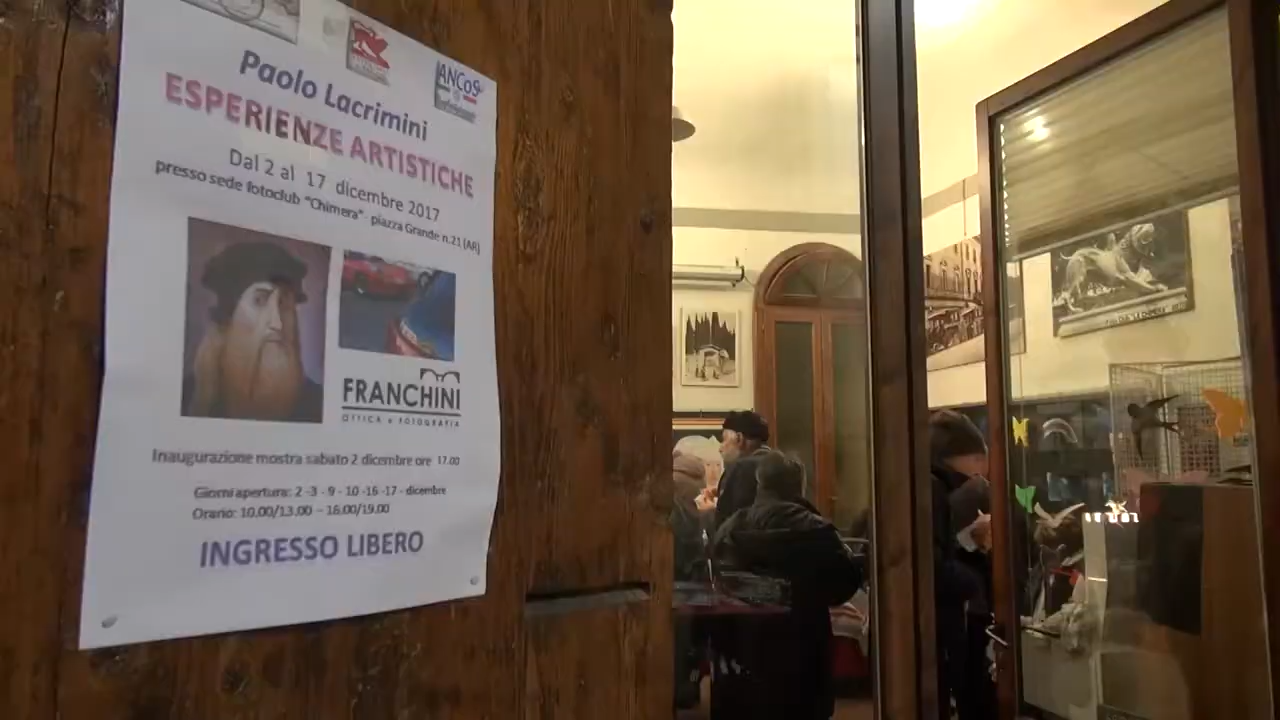 ANCoS
Paolo Lacrimini
ESPERIENZE ARTISTICHE
Dal 2 al 17 dicembre 2017
presso sede fotoclub "Chimera" - piazza Grande n.21 (AR)
FRANCHINI
OTTICA e FOTOGRAFIA
Inaugurazione mostra sabato 2 dicembre ore 17.00
Giorni apertura: 2 -3 - 9 - 10 -16 -17 - dicembre
Orario: 10.00/13.00 – 16.00/19.00
INGRESSO LIBERO